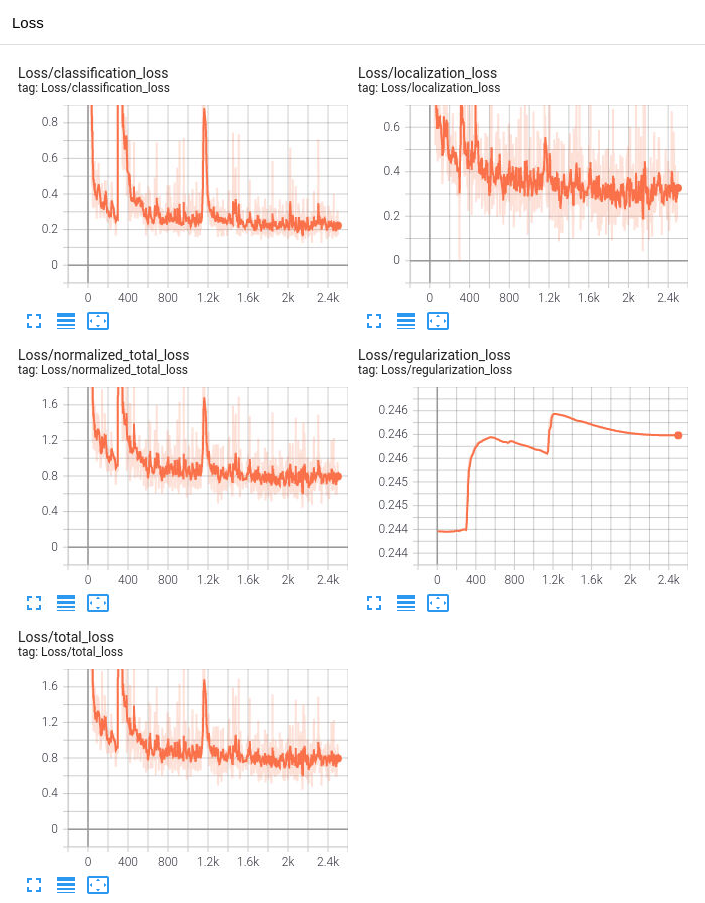 Loss
Loss/classification_loss
tag: Loss/classification_loss
0.8
0.6
0.4
0.2
0
0 400 800 1.2k 1.6k 2k 2.4k
Loss/localization_loss
tag: Loss/localization_loss
0.6
0.4
0.2
0
0 400 800 1.2k 1.6k 2k 2.4k
Loss/normalized_total_loss
tag: Loss/normalized_total_loss
1.6
1.2
0.8
0.4
0
0 400 800 1.2k 1.6k 2k 2.4k
Loss/regularization_loss
tag: Loss/regularization_loss
0.246
0.246
0.246
0.245
0.245
0.244
0.244
0 400 800 1.2k 1.6k 2k 2.4k
Loss/total_loss
tag: Loss/total_loss
1.6
1.2
0.8
0.4
0
0 400 800 1.2k 1.6k 2k 2.4k